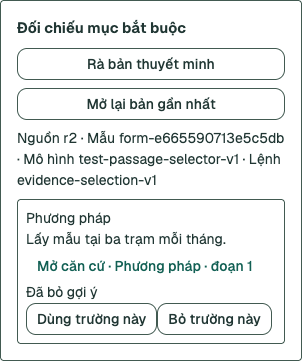 Đối chiếu mục bắt buộc
Rà bản thuyết minh
Mở lại bản gần nhất
Nguồn r2 · Mẫu form-e665590713e5c5db
· Mô hình test-passage-selector-v1 · Lệnh
evidence-selection-v1
Phương pháp
Lấy mẫu tại ba trạm mỗi tháng.
Mở căn cứ · Phương pháp · đoạn 1
Đã bỏ gợi ý
Dùng trường này
Bỏ trường này